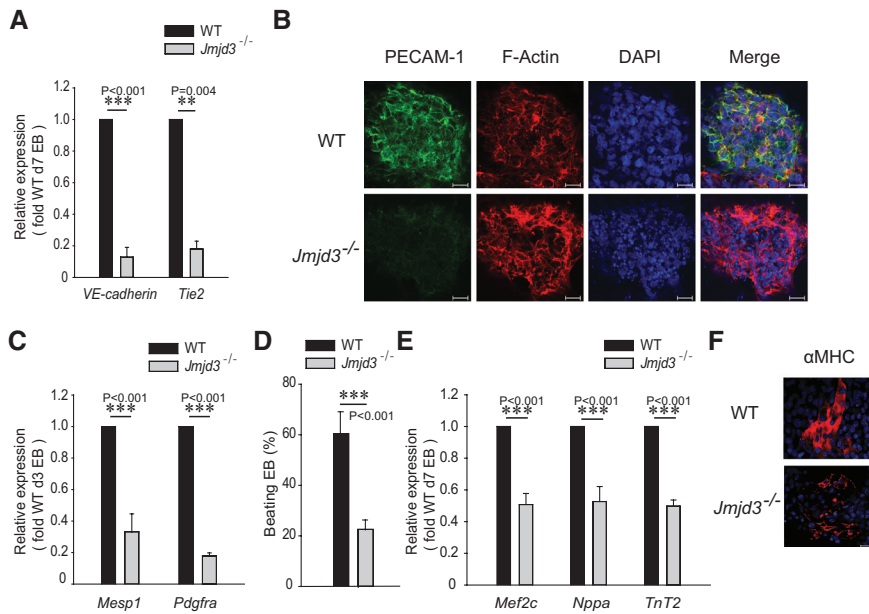 A
WT
Jmjd3 -/-
Relative expression
( fold WT d7 EB )
1.2
1.0
0.8
0.6
0.4
0.2
0
P<0.001
***
P=0.004
**
VE-cadherin
Tie2
B
PECAM-1
F-Actin
DAPI
Merge
WT
Jmjd3-/-
C
WT
Jmjd3 -/-
Relative expression
( fold WT d3 EB )
1.2
1.0
0.8
0.6
0.4
0.2
0
P<0.001
***
P<0.001
***
Mesp1
Pdgfra
D
Beating EB (%)
80
60
40
20
0
***
P<0.001
E
WT
Jmjd3 -/-
Relative expression
( fold WT d7 EB )
1.2
1.0
0.8
0.6
0.4
0.2
0
P<0.001
***
P<0.001
***
P<0.001
***
Mef2c
Nppa
TnT2
F
αMHC
WT
Jmjd3-/-